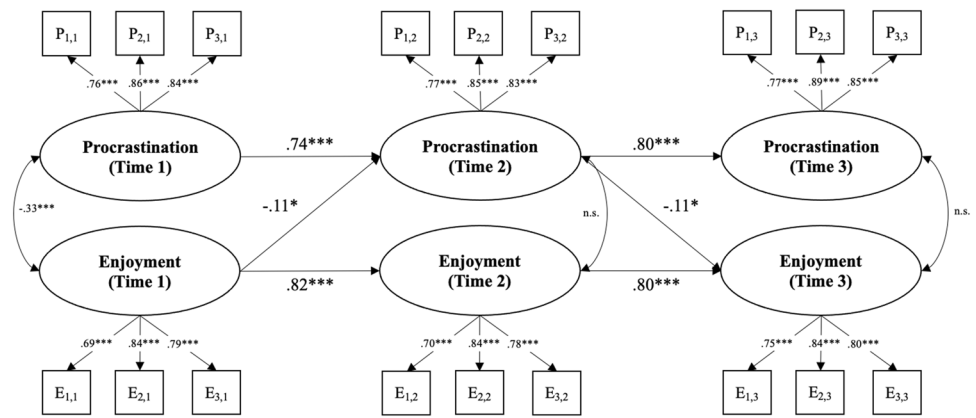 P1,1 P2,1 P3,1 P1,2 P2,2 P3,2 P1,3 P2,3 P3,3
.76*** .86*** .84*** .77*** .85*** .83*** .77*** .89*** .85***
Procrastination
(Time 1)
.74***
Procrastination
(Time 2)
.80***
Procrastination
(Time 3)
-.33*** -.11* n.s. -.11* n.s.
Enjoyment
(Time 1)
.82***
Enjoyment
(Time 2)
.80***
Enjoyment
(Time 3)
.69*** .84*** .79*** .70*** .84*** .78*** .75*** .84*** .80***
E1,1 E2,1 E3,1 E1,2 E2,2 E3,2 E1,3 E2,3 E3,3